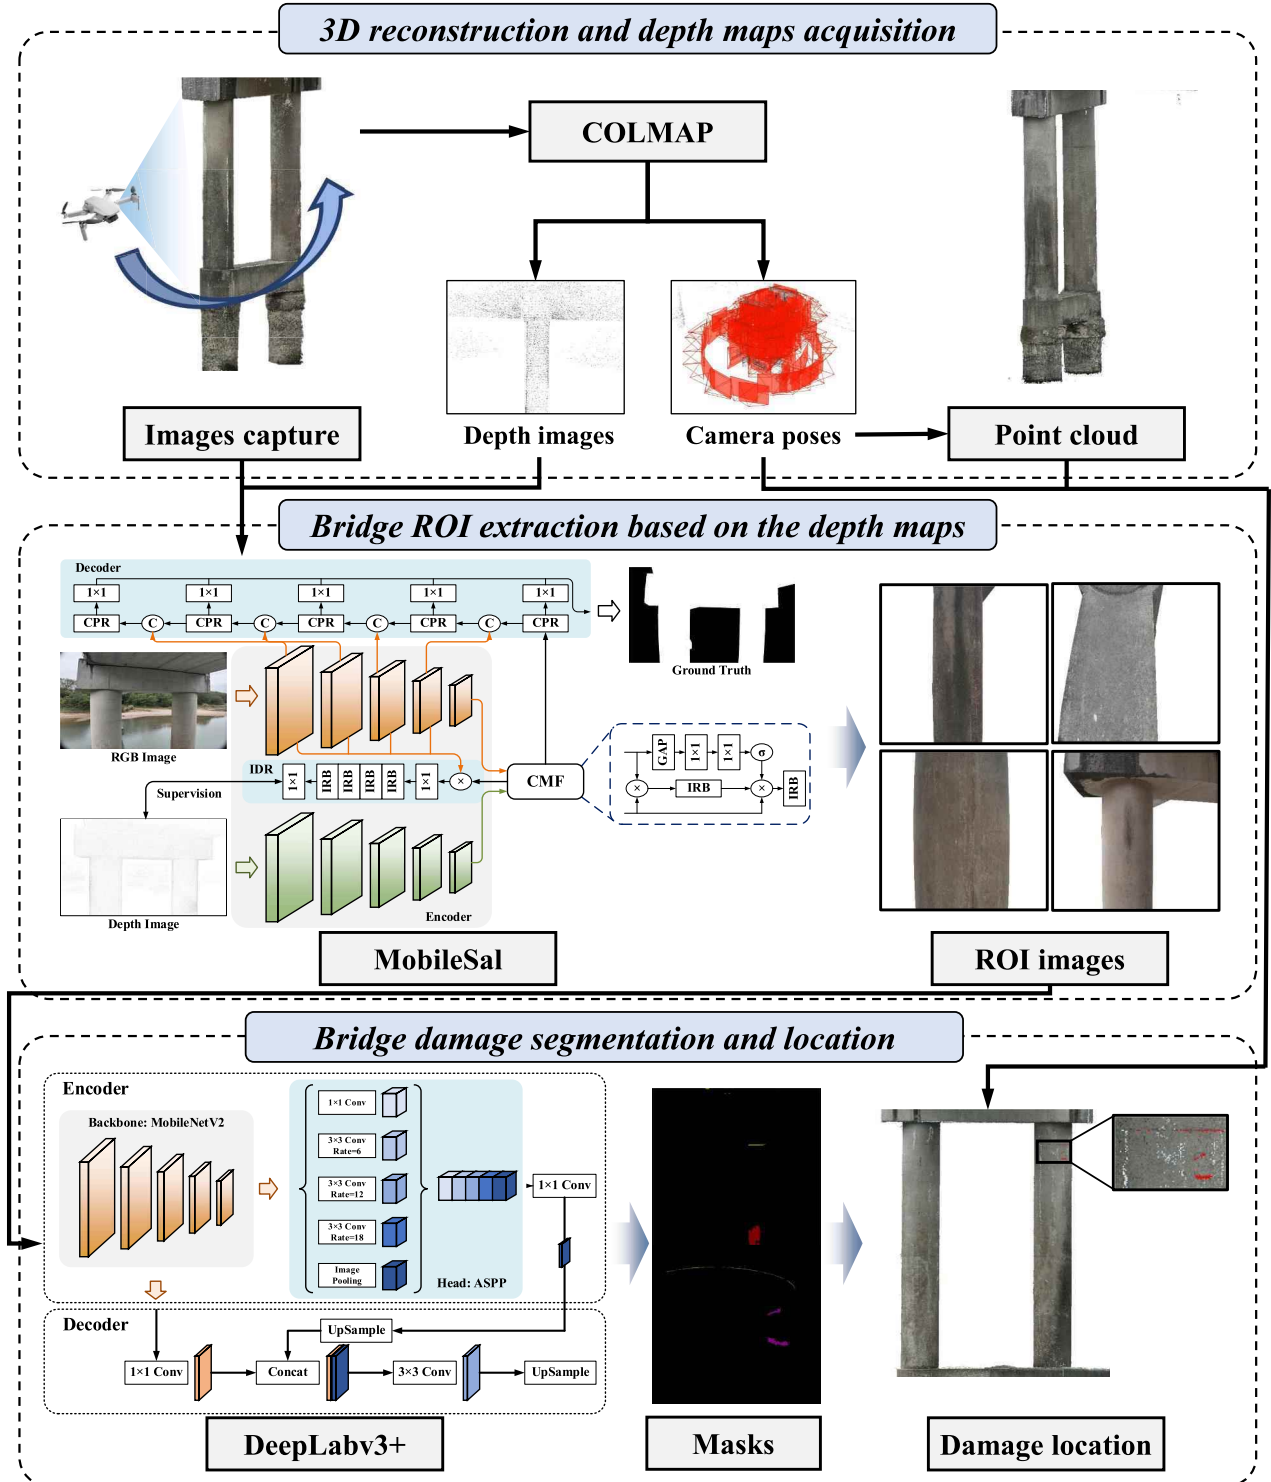 3D reconstruction and depth maps acquisition
COLMAP
Images capture
Depth images
Camera poses
Point cloud
Bridge ROI extraction based on the depth maps
Decoder
1×1
1×1
1×1
1×1
1×1
CPR
C
CPR
C
CPR
C
CPR
C
CPR
Ground Truth
RGB Image
IDR
1×1
IRB
IRB
IRB
IRB
1×1
×
CMF
Supervision
GAP
1×1
1×1
σ
×
IRB
×
IRB
Depth Image
Encoder
MobileSal
ROI images
Bridge damage segmentation and location
Encoder
Backbone: MobileNetV2
1×1 Conv
3×3 Conv
Rate=6
3×3 Conv
Rate=12
3×3 Conv
Rate=18
Image
Pooling
Head: ASPP
1×1 Conv
Decoder
UpSample
1×1 Conv
Concat
3×3 Conv
UpSample
DeepLabv3+
Masks
Damage location